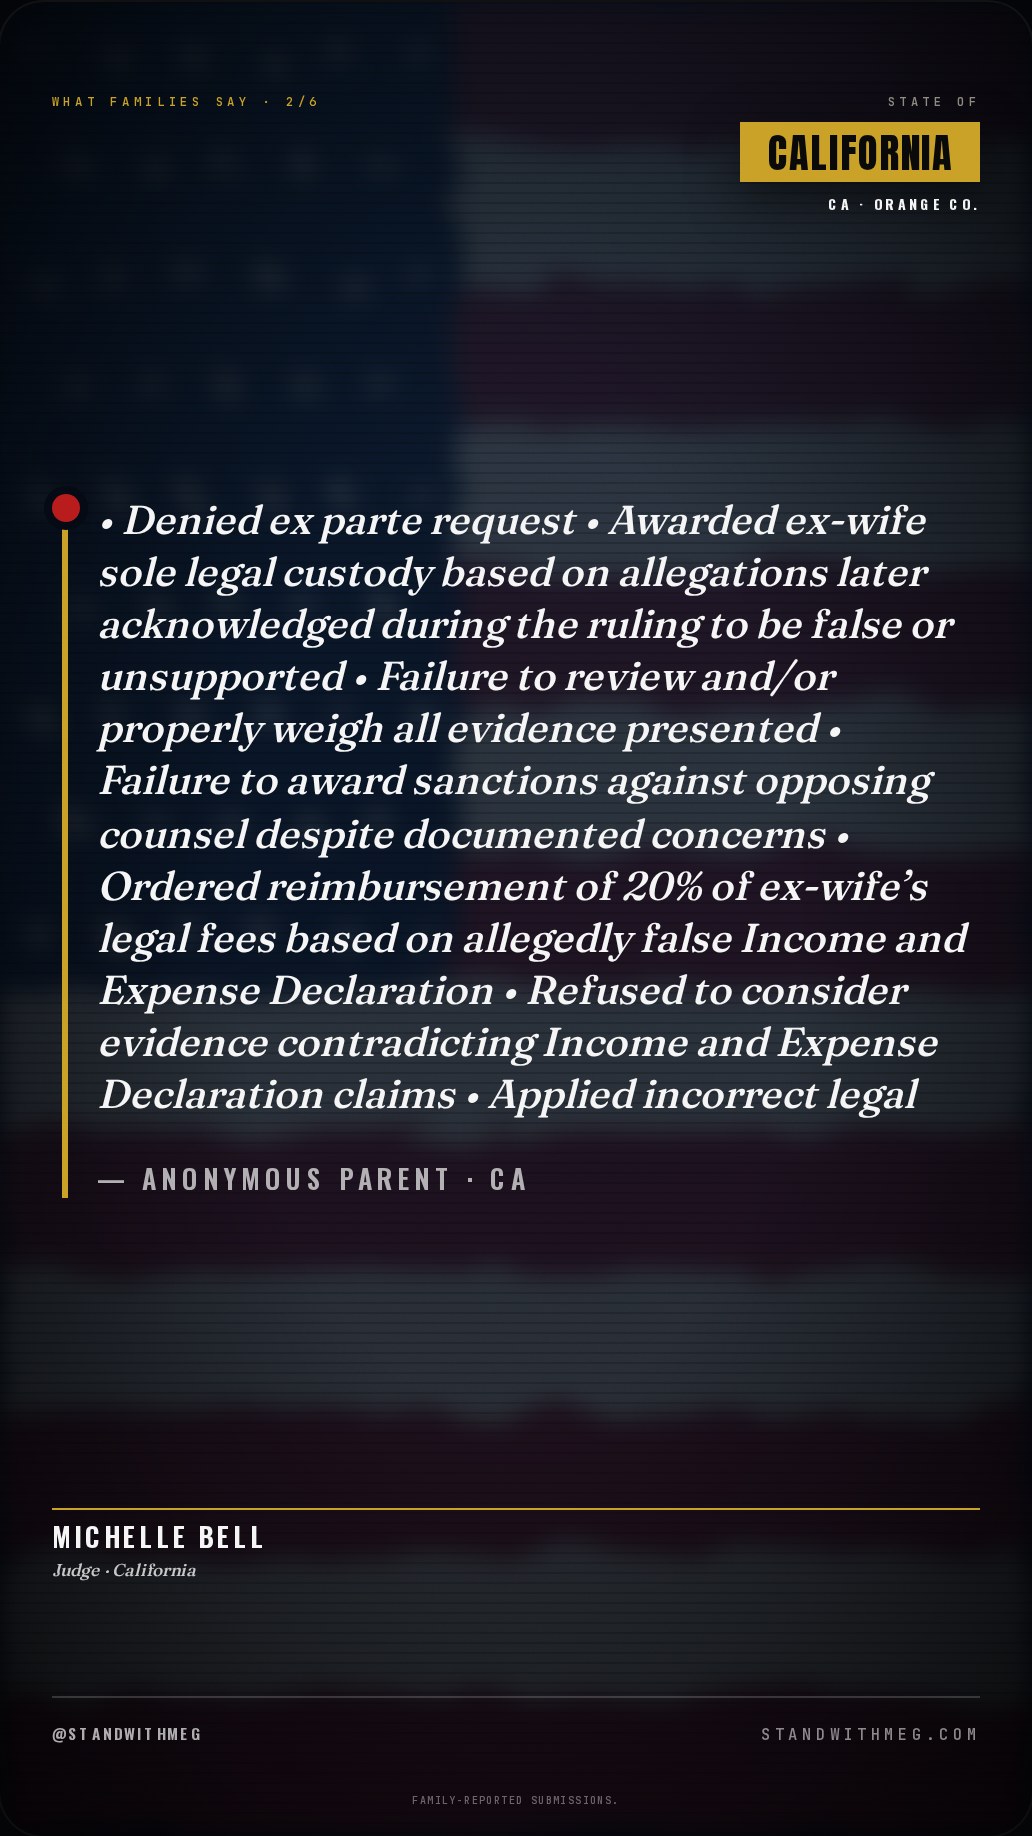 WHAT FAMILIES SAY · 2/6
STATE OF
CALIFORNIA
CA · ORANGE CO.
• Denied ex parte request • Awarded ex-wife
sole legal custody based on allegations later
acknowledged during the ruling to be false or
unsupported • Failure to review and/or
properly weigh all evidence presented •
Failure to award sanctions against opposing
counsel despite documented concerns •
Ordered reimbursement of 20% of ex-wife’s
legal fees based on allegedly false Income and
Expense Declaration • Refused to consider
evidence contradicting Income and Expense
Declaration claims • Applied incorrect legal
— ANONYMOUS PARENT · CA
MICHELLE BELL
Judge · California
@STANDWITHMEG
STANDWITHMEG.COM
FAMILY-REPORTED SUBMISSIONS.